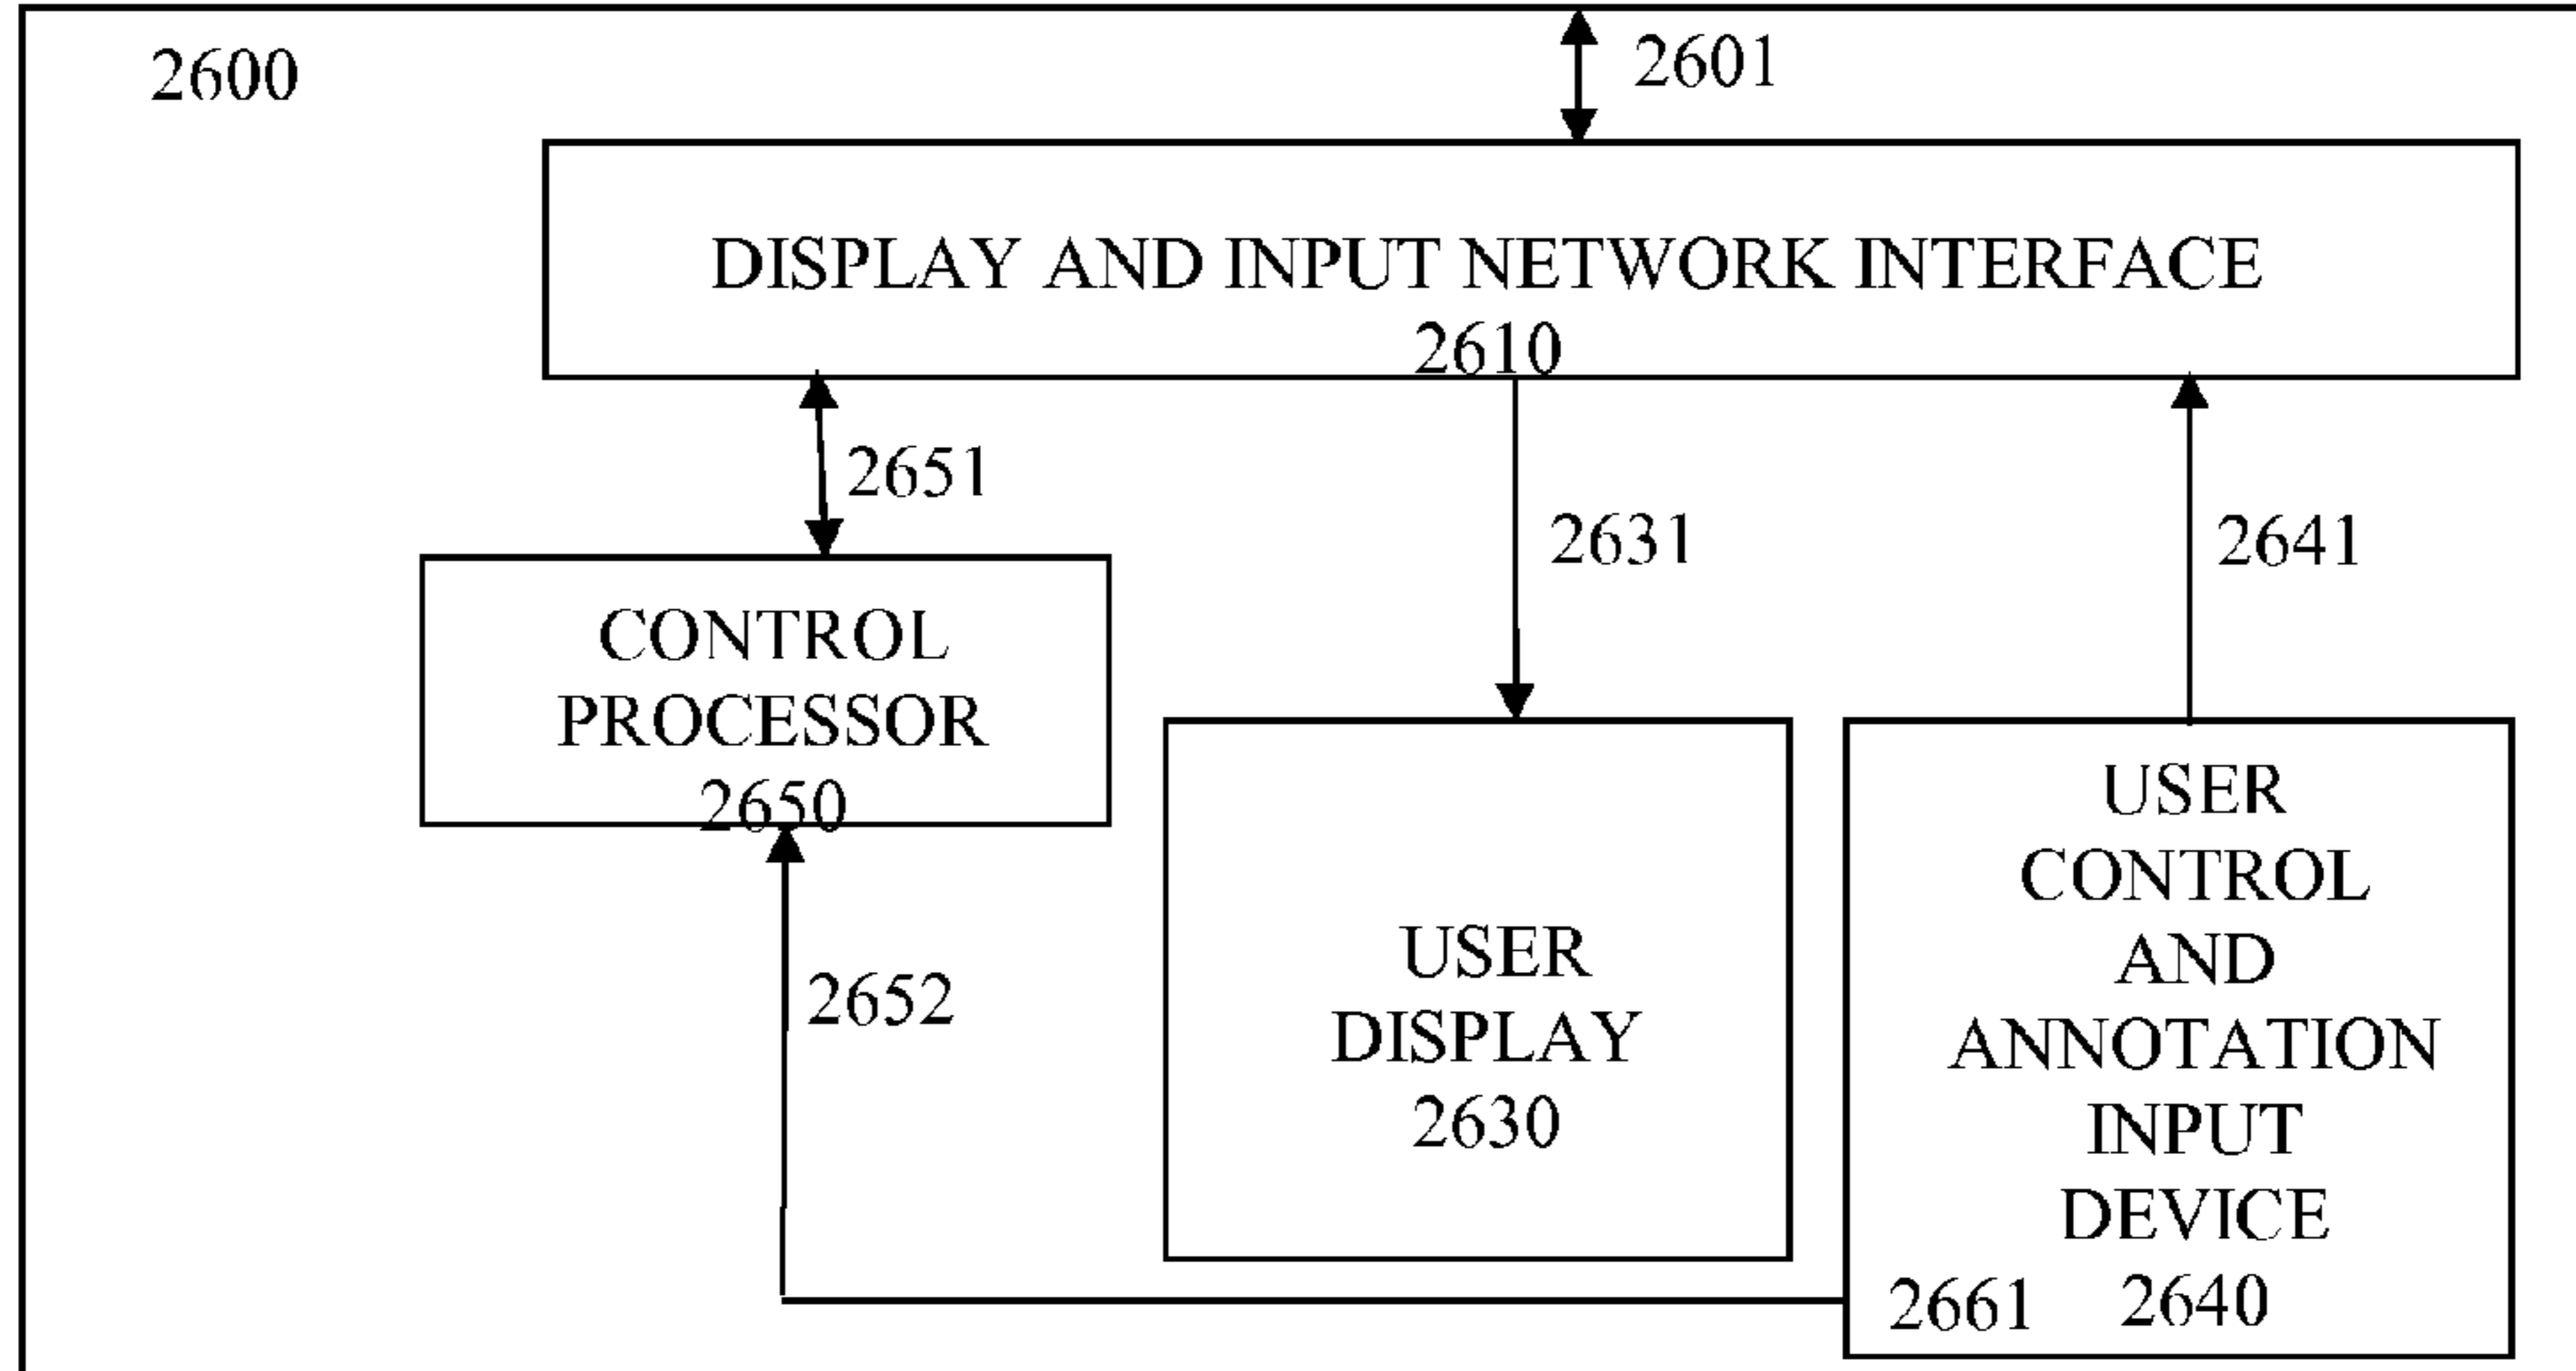 2600
2601
DISPLAY AND INPUT NETWORK INTERFACE
2610
2651
2631
2641
CONTROL
PROCESSOR
2650
2652
USER
DISPLAY
2630
USER
CONTROL
AND
ANNOTATION
INPUT
DEVICE
2661 2640